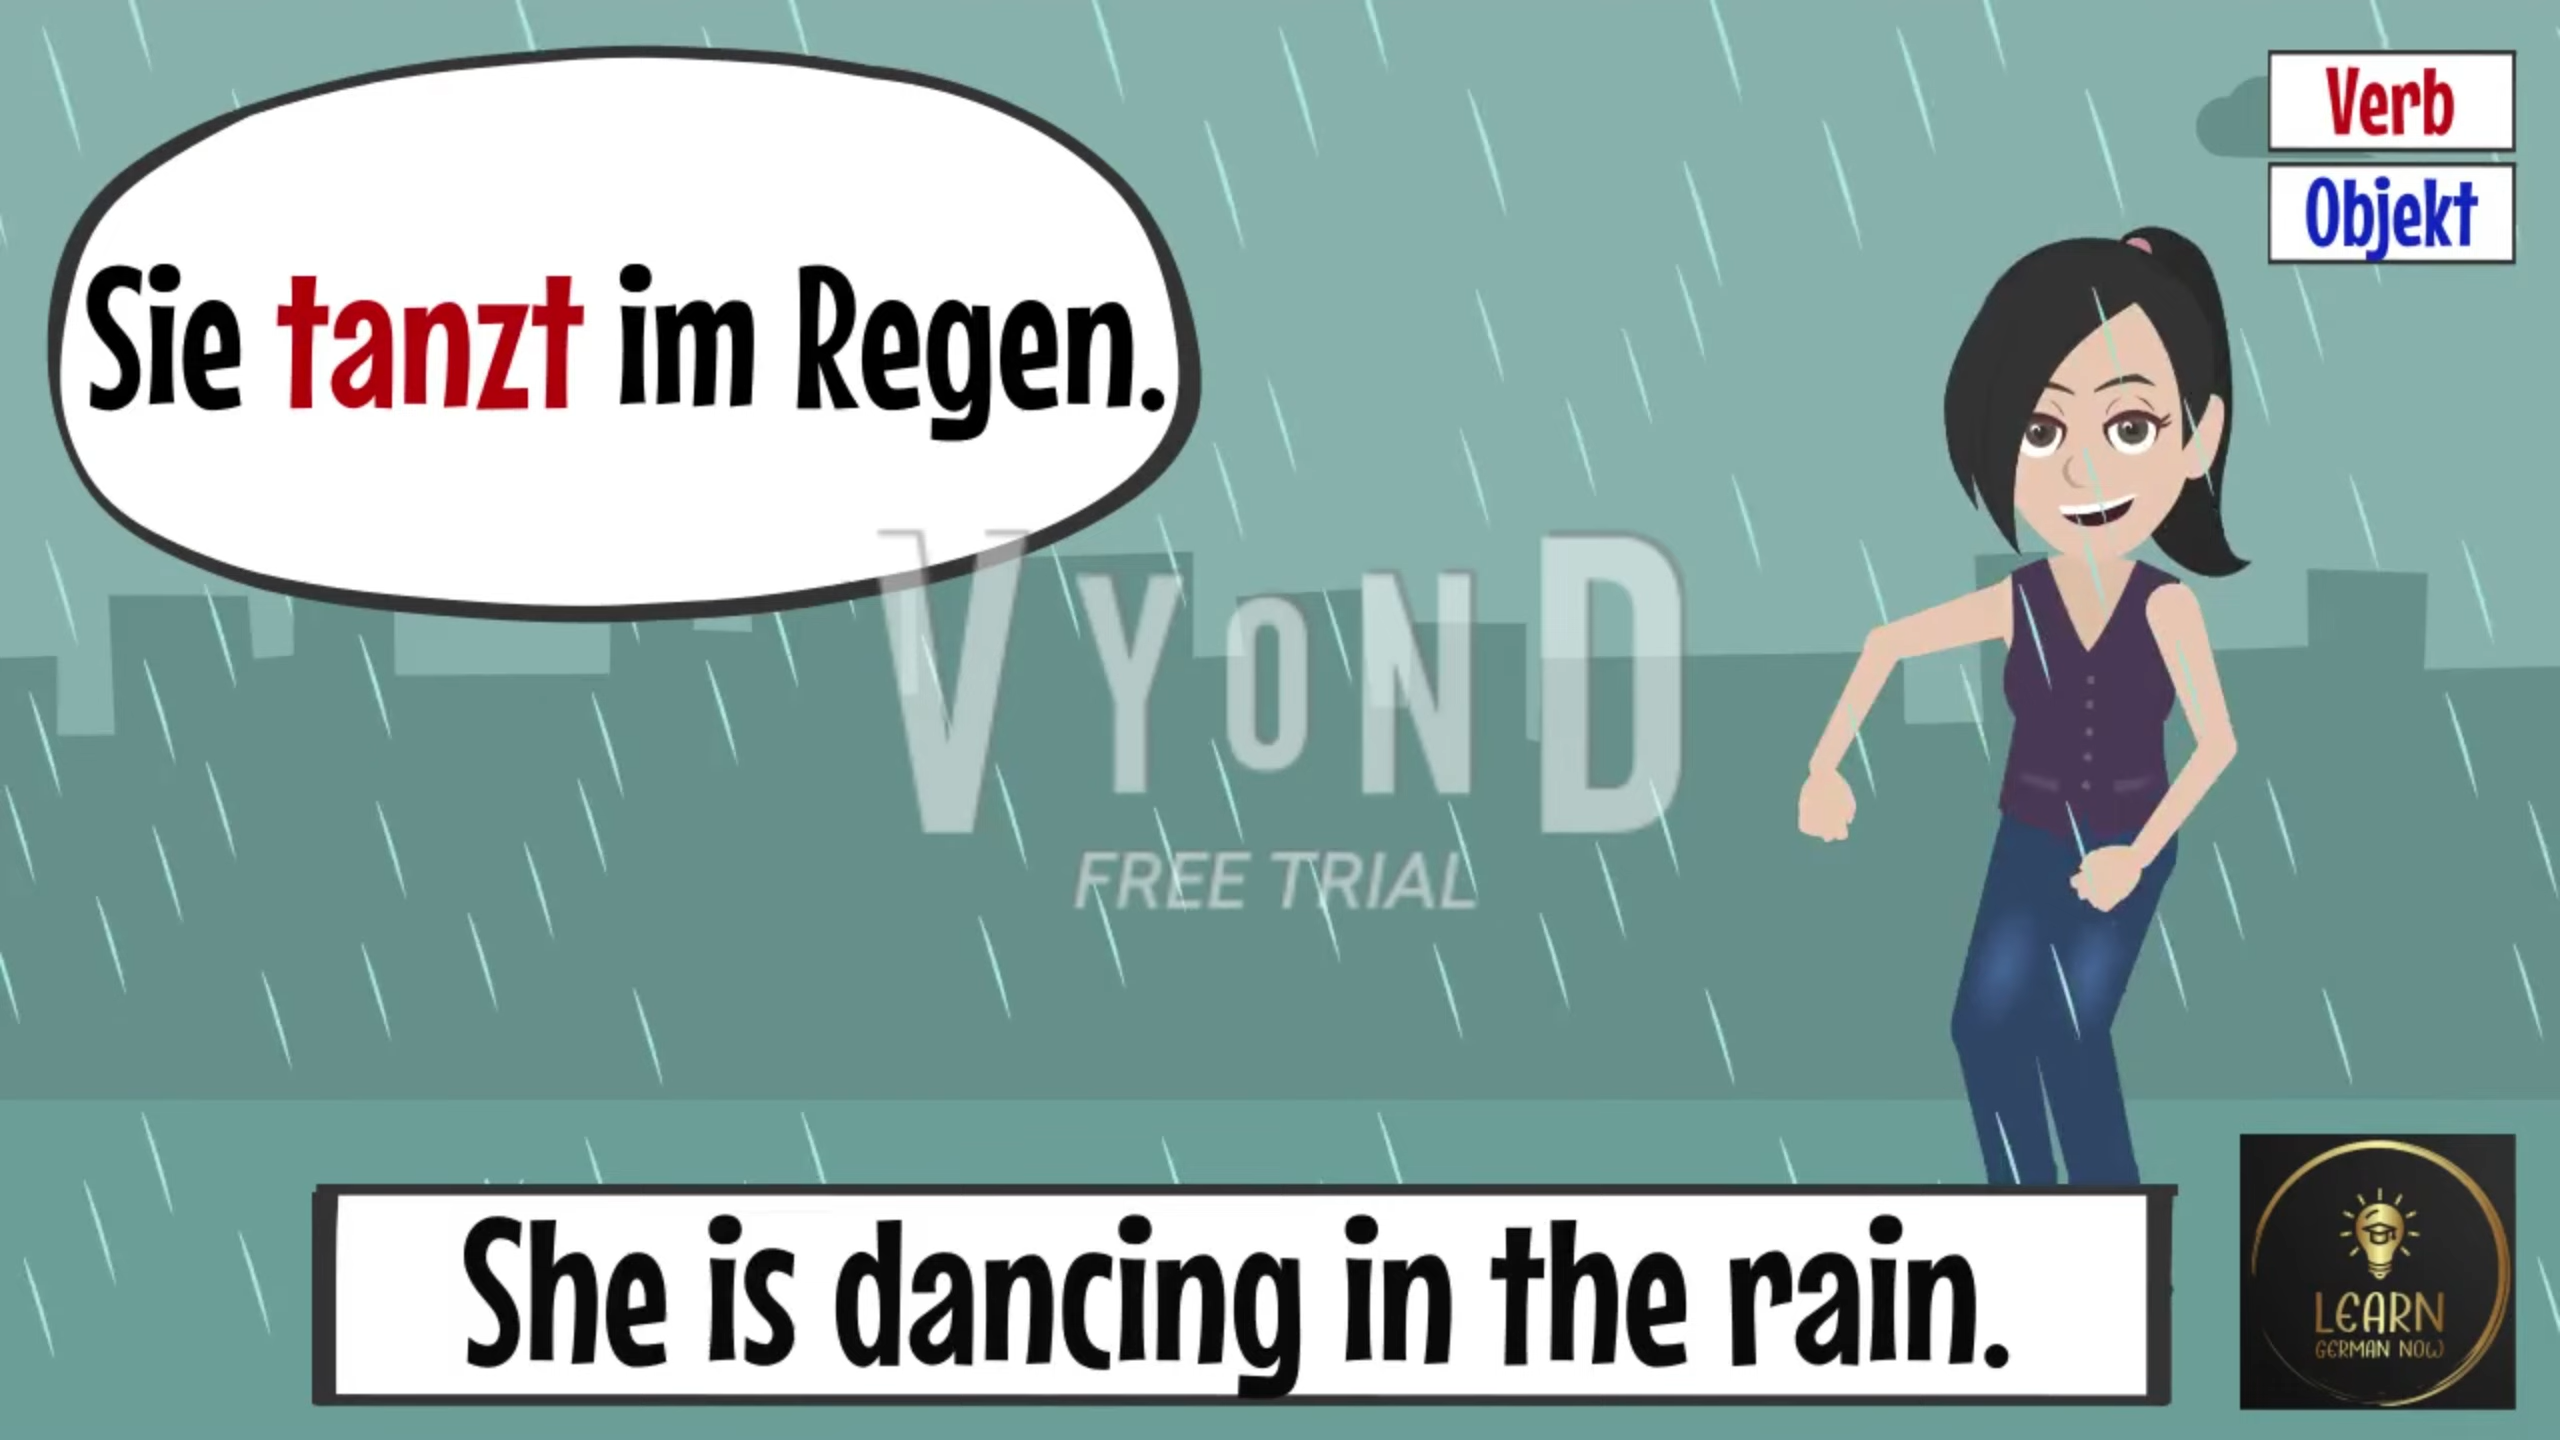 Verb
Objekt
Sie tanzt im Regen.
VYOND
FREE TRIAL
She is dancing in the rain.
LEARN
GERMAN NOW